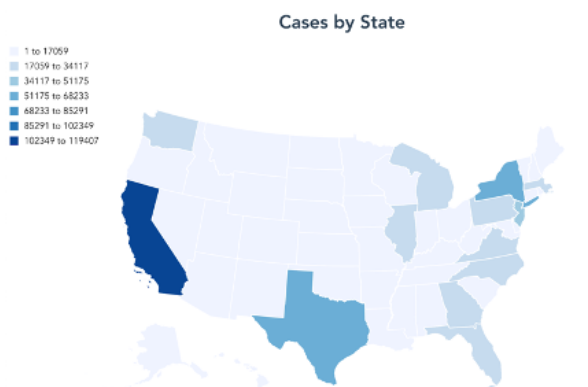 Cases by State
1 to 17059
17059 to 34117
34117 to 51175
51175 to 68233
68233 to 85291
85291 to 102349
102349 to 119407